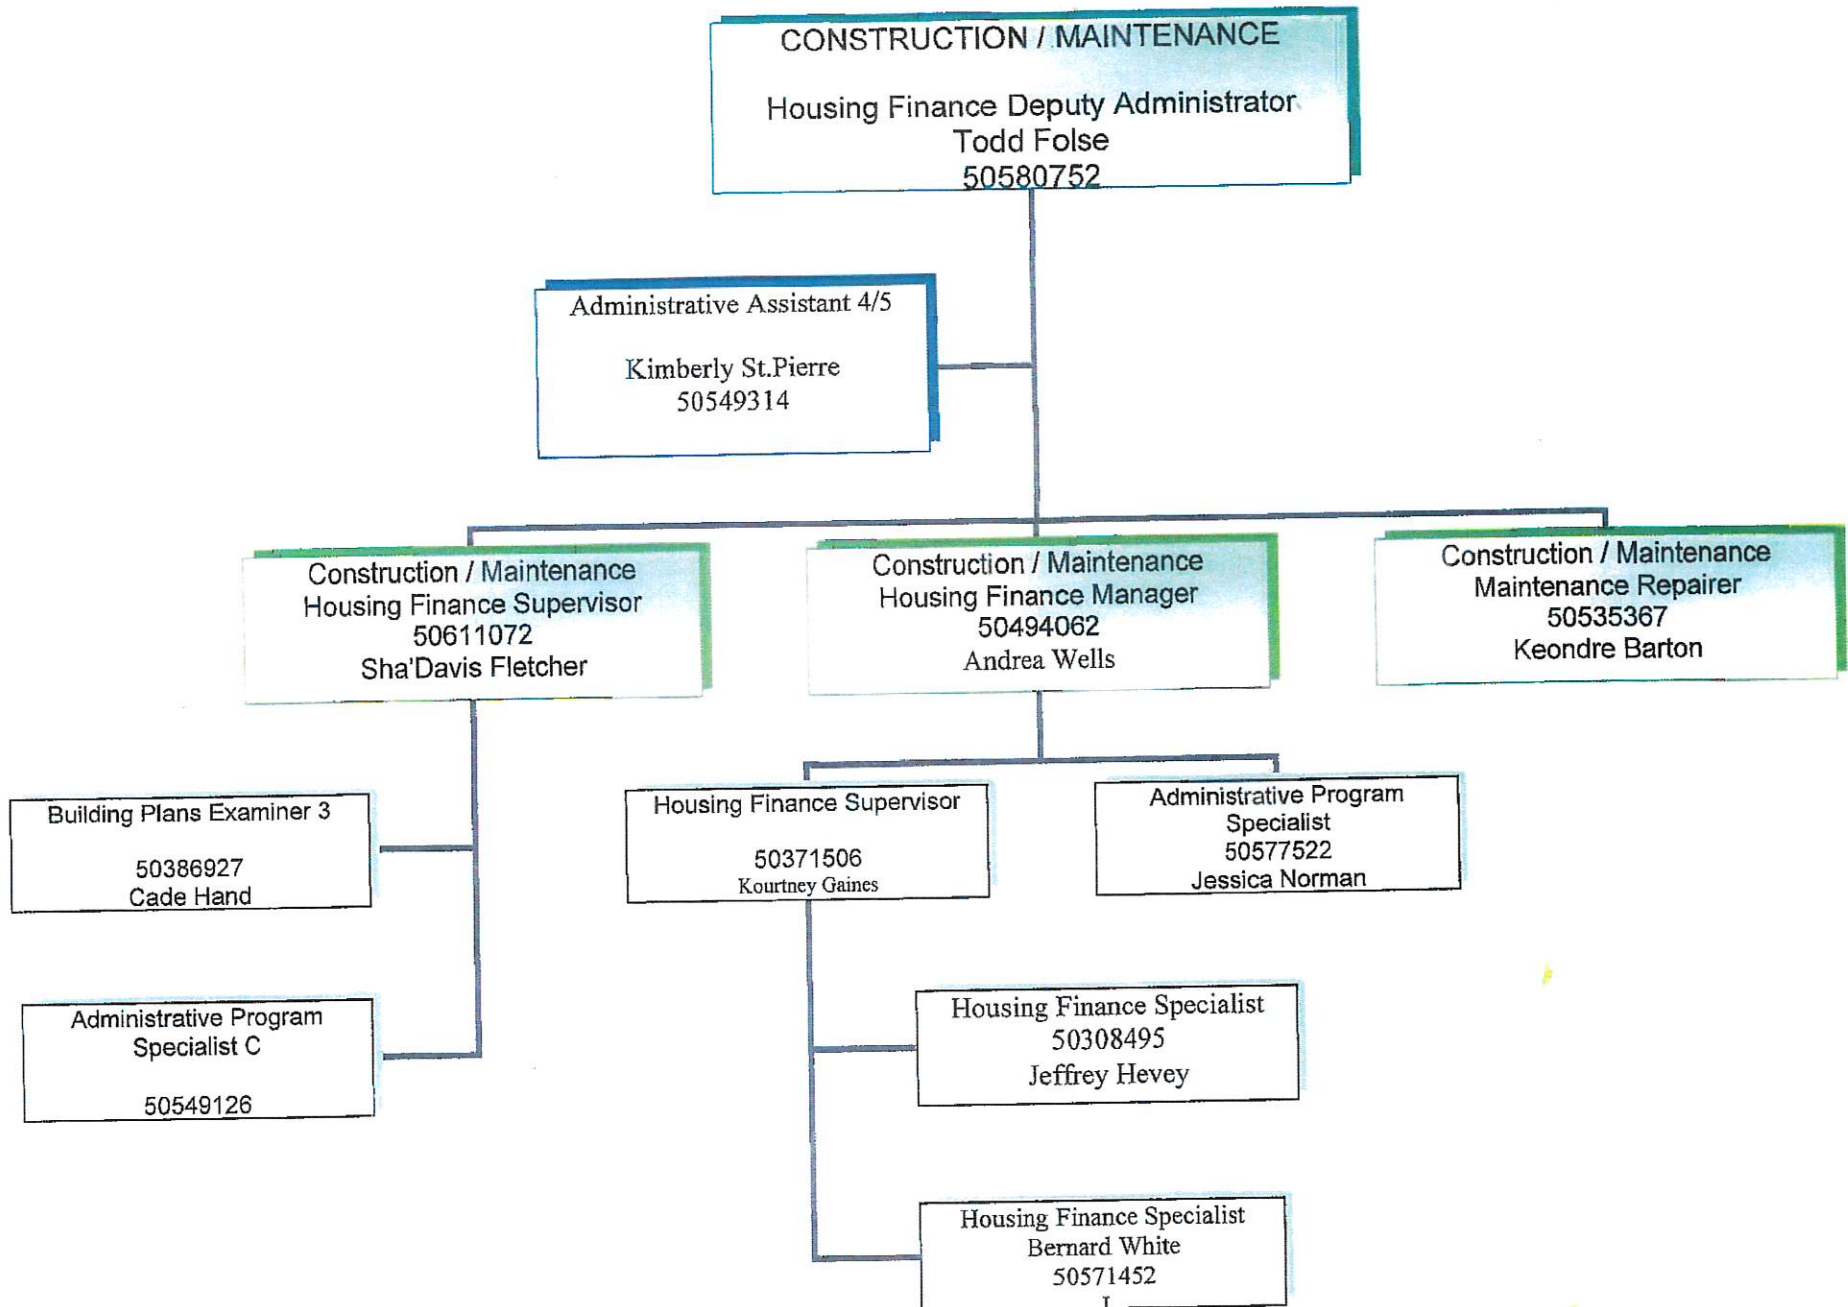 CONSTRUCTION / MAINTENANCE
Housing Finance Deputy Administrator
Todd Folse
50580752
Administrative Assistant 4/5
Kimberly St.Pierre
50549314
Construction / Maintenance
Housing Finance Supervisor
50611072
Sha'Davis Fletcher
Construction / Maintenance
Housing Finance Manager
50494062
Andrea Wells
Construction / Maintenance
Maintenance Repairer
50535367
Keondre Barton
Building Plans Examiner 3
50386927
Cade Hand
Housing Finance Supervisor
50371506
Kourtney Gaines
Administrative Program
Specialist
50577522
Jessica Norman
Administrative Program
Specialist C
50549126
Housing Finance Specialist
50308495
Jeffrey Hevey
Housing Finance Specialist
Bernard White
50571452